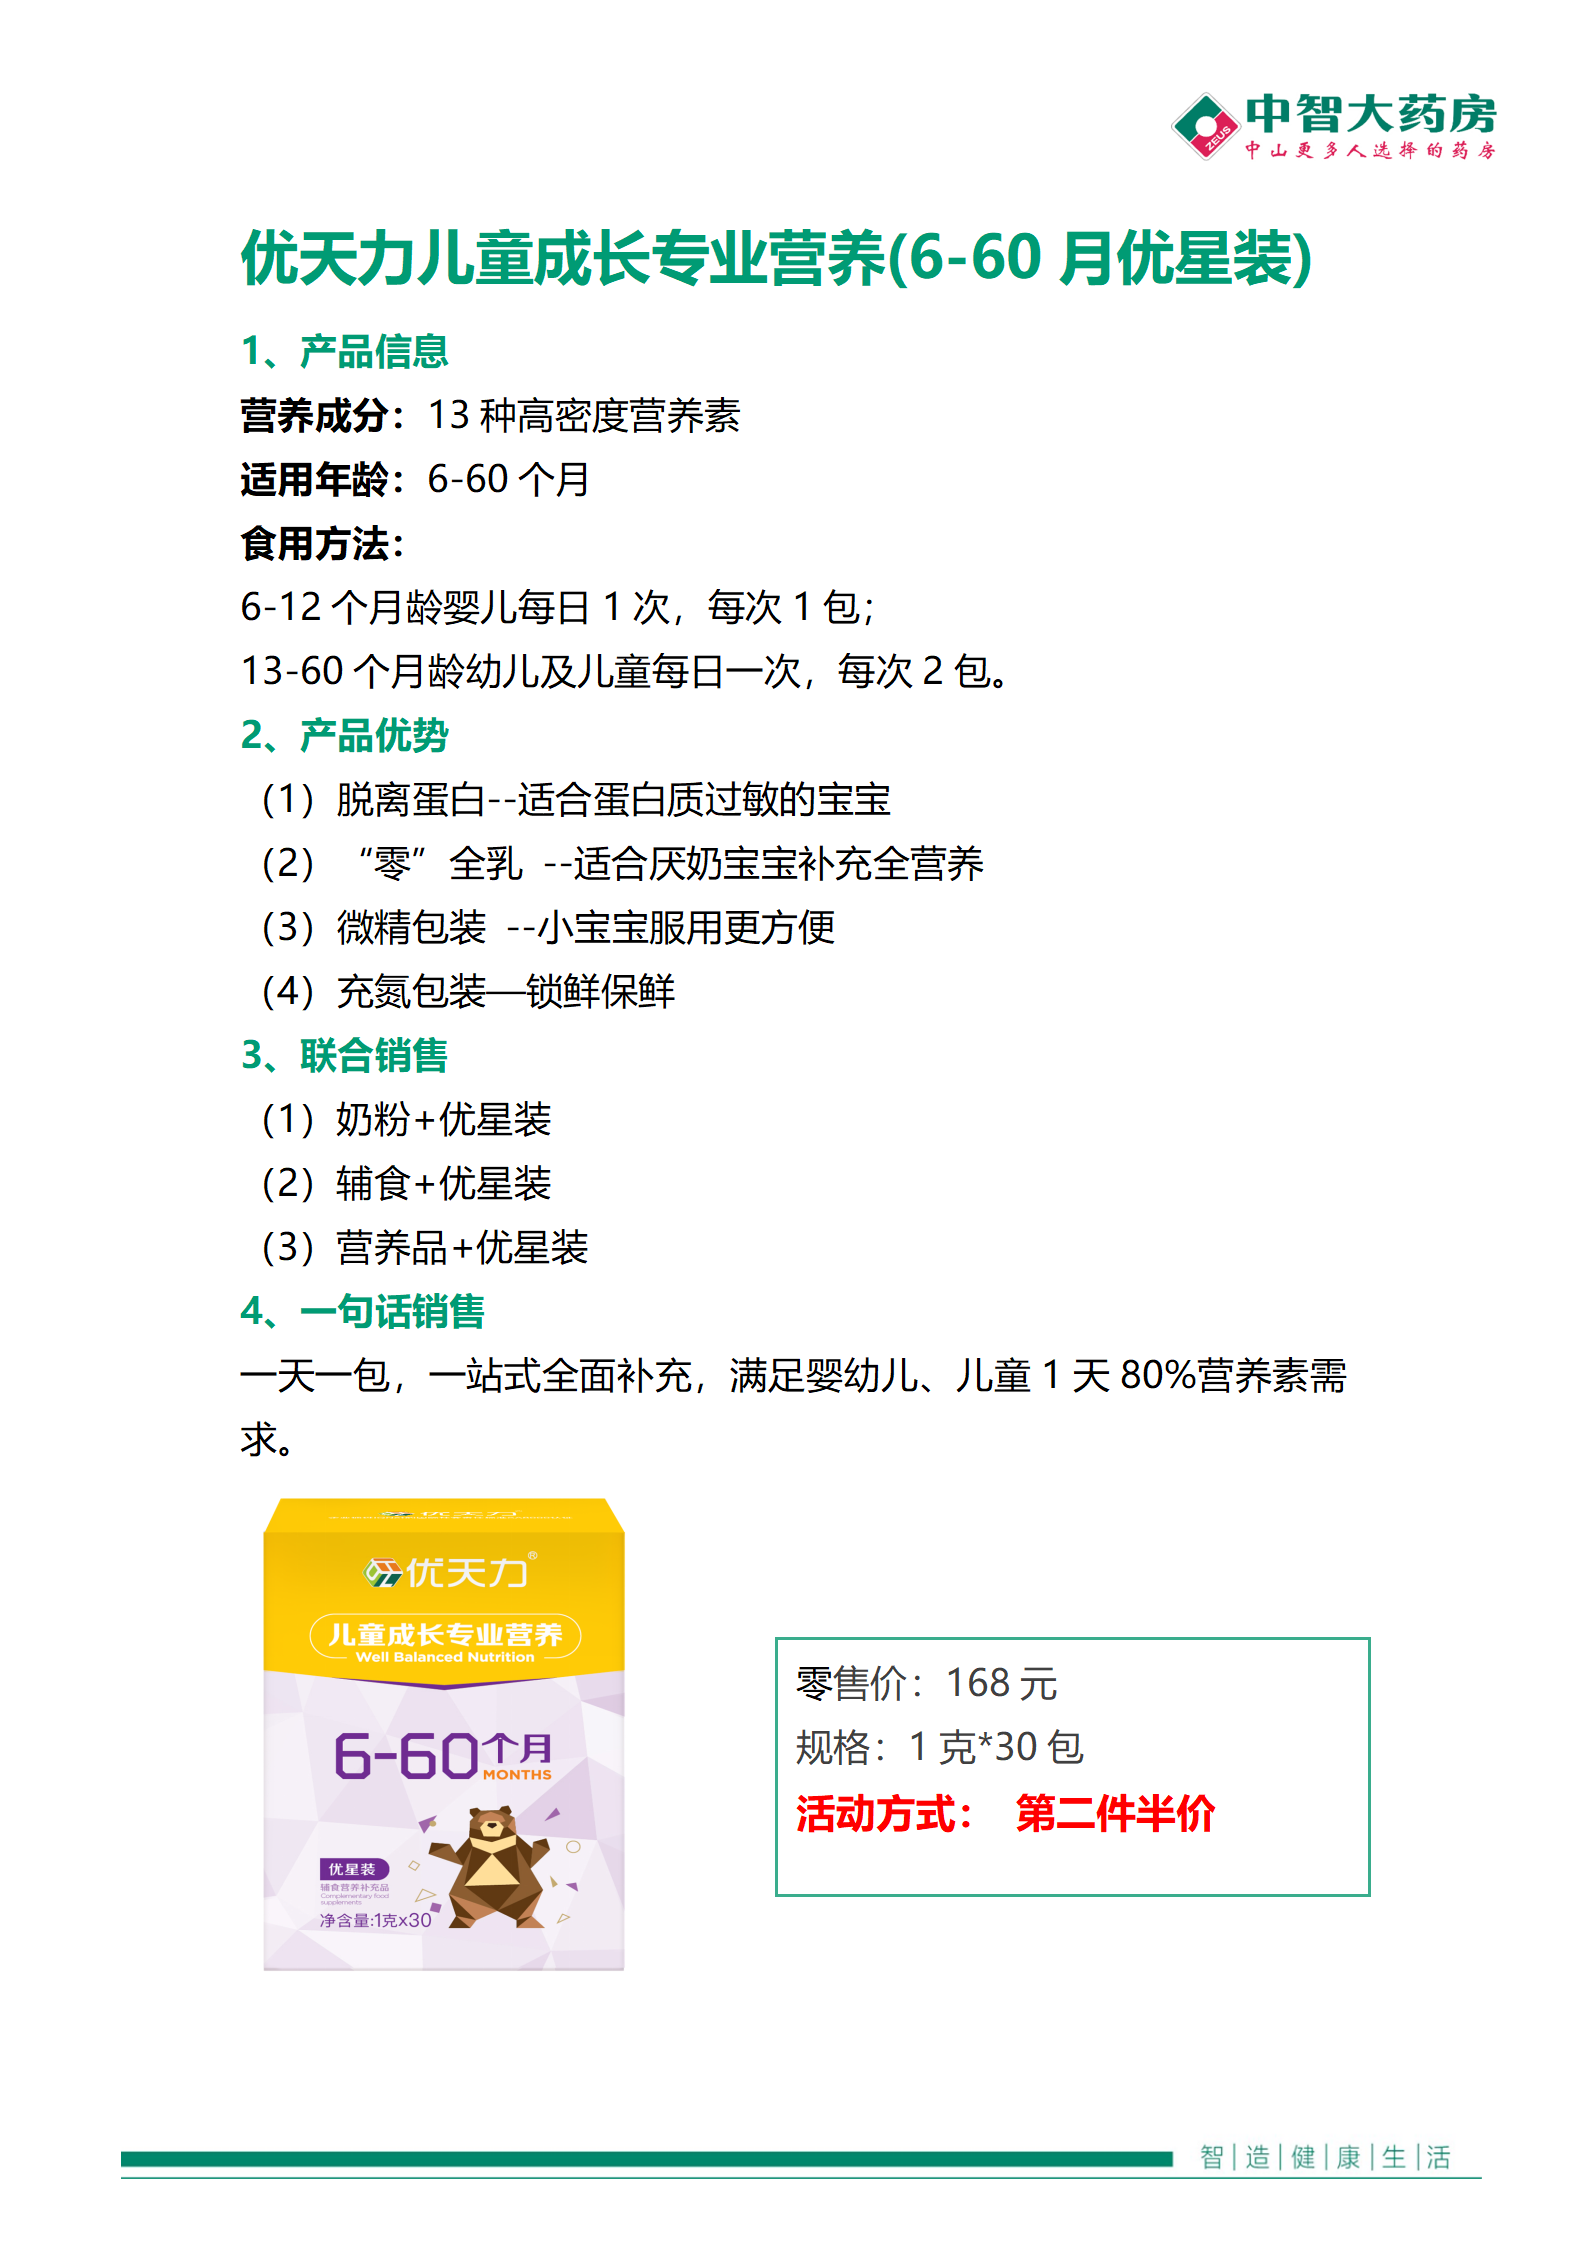 中智大药房
ZEUS
中山更多人选择的药房
优天力儿童成长专业营养(6-60 月优星装)
1、产品信息
营养成分：13 种高密度营养素
适用年龄：6-60 个月
食用方法：
6-12 个月龄婴儿每日 1 次，每次 1 包；
13-60 个月龄幼儿及儿童每日一次，每次 2 包。
2、产品优势
（1）脱离蛋白--适合蛋白质过敏的宝宝
（2）“零”全乳 --适合厌奶宝宝补充全营养
（3）微精包装 --小宝宝服用更方便
（4）充氮包装—锁鲜保鲜
3、联合销售
（1）奶粉+优星装
（2）辅食+优星装
（3）营养品+优星装
4、一句话销售
一天一包，一站式全面补充，满足婴幼儿、儿童 1 天 80%营养素需
求。
优天力
优天力®
儿童成长专业营养
Well Balanced Nutrition
6-60个月
MONTHS
优星装
辅食营养补充品
Complementary food
supplements
净含量:1克x30
零售价：168 元
规格：1 克*30 包
活动方式： 第二件半价
智|造|健|康|生|活